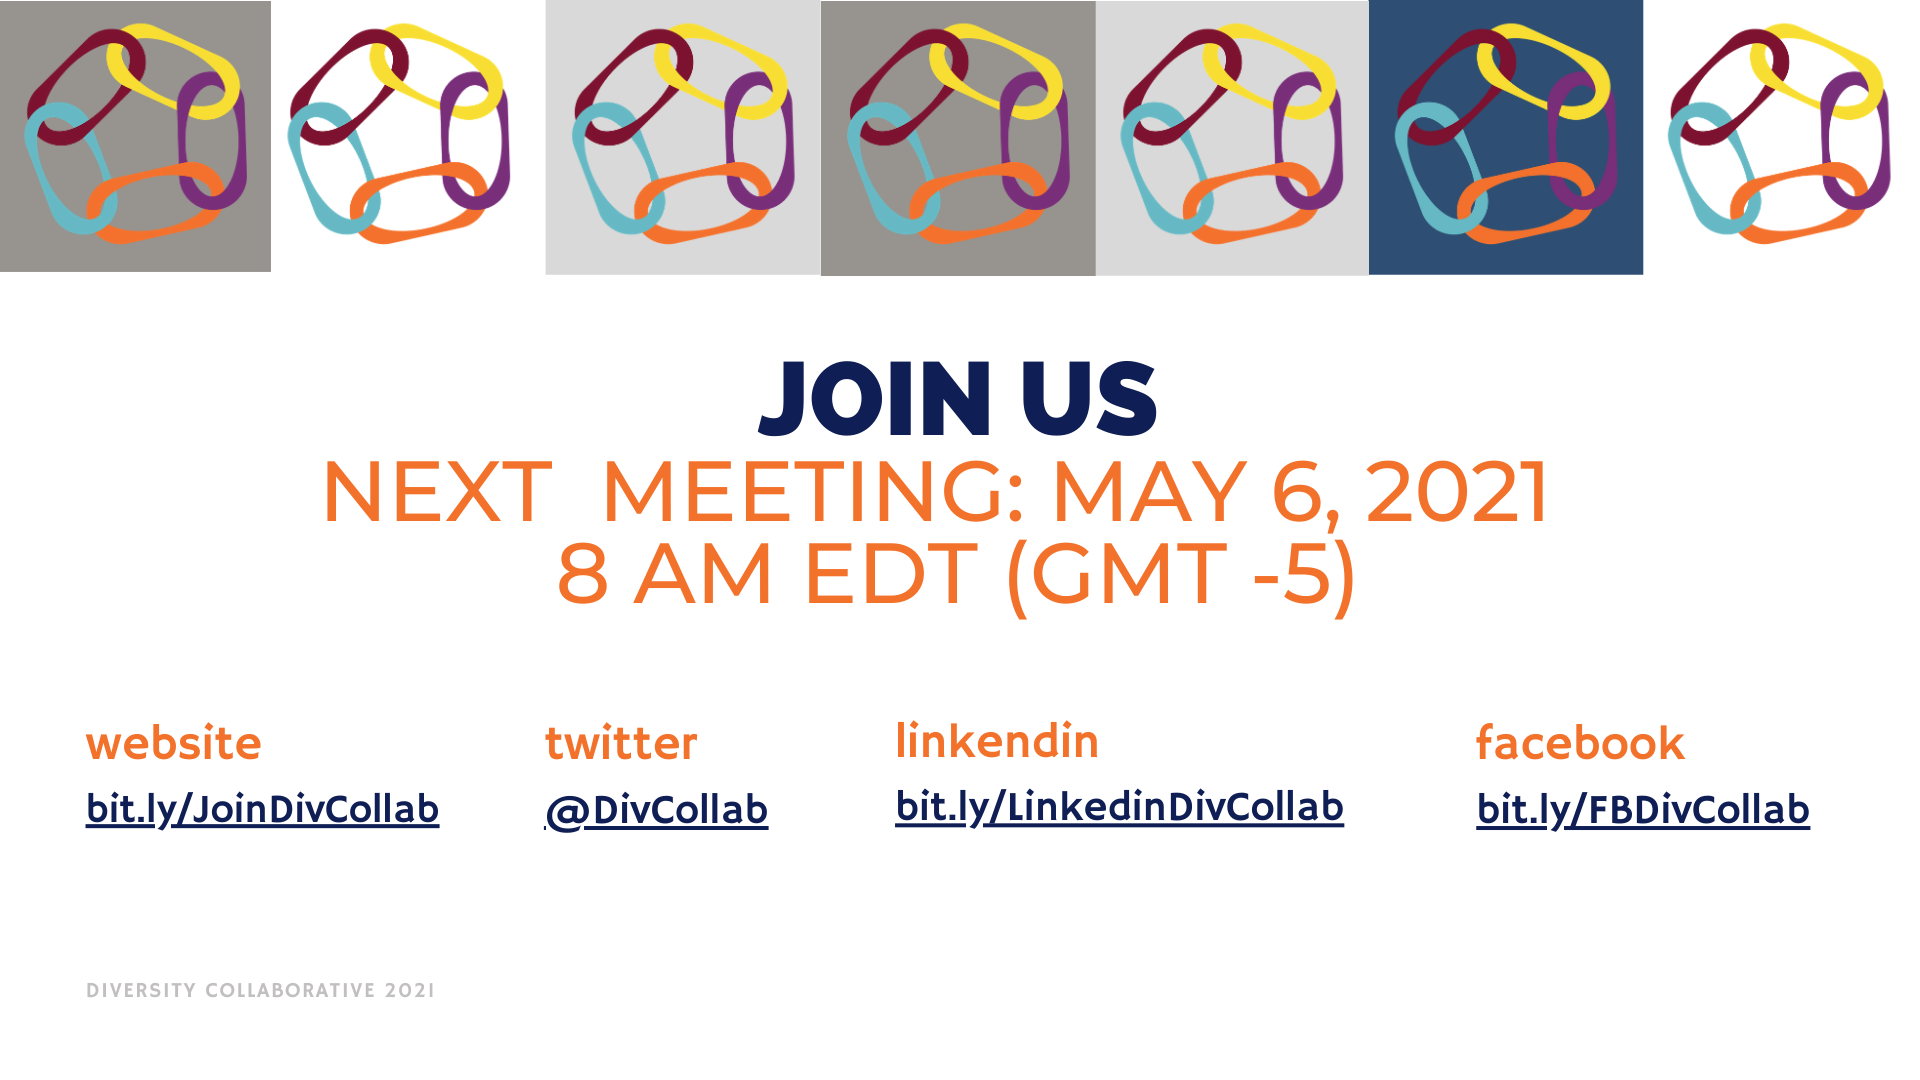 JOIN US
NEXT MEETING: MAY 6, 2021
8 AM EDT (GMT -5)
website
bit.ly/JoinDivCollab
twitter
@DivCollab
linkendin
bit.ly/LinkedinDivCollab
facebook
bit.ly/FBDivCollab
DIVERSITY COLLABORATIVE 2021